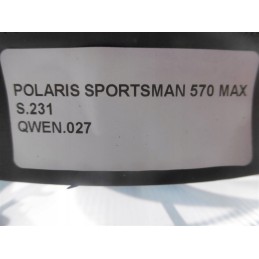 POLARIS SPORTSMAN 570 MAX
S.231
QWEN.027